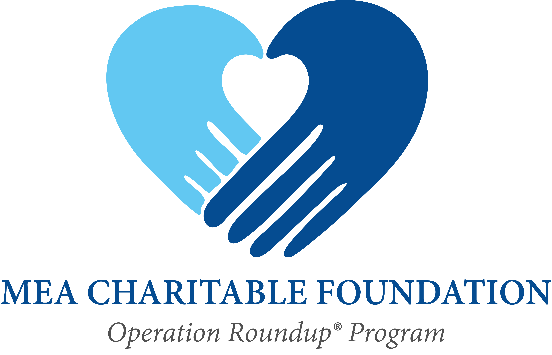 MEA CHARITABLE FOUNDATION
Operation Roundup® Program